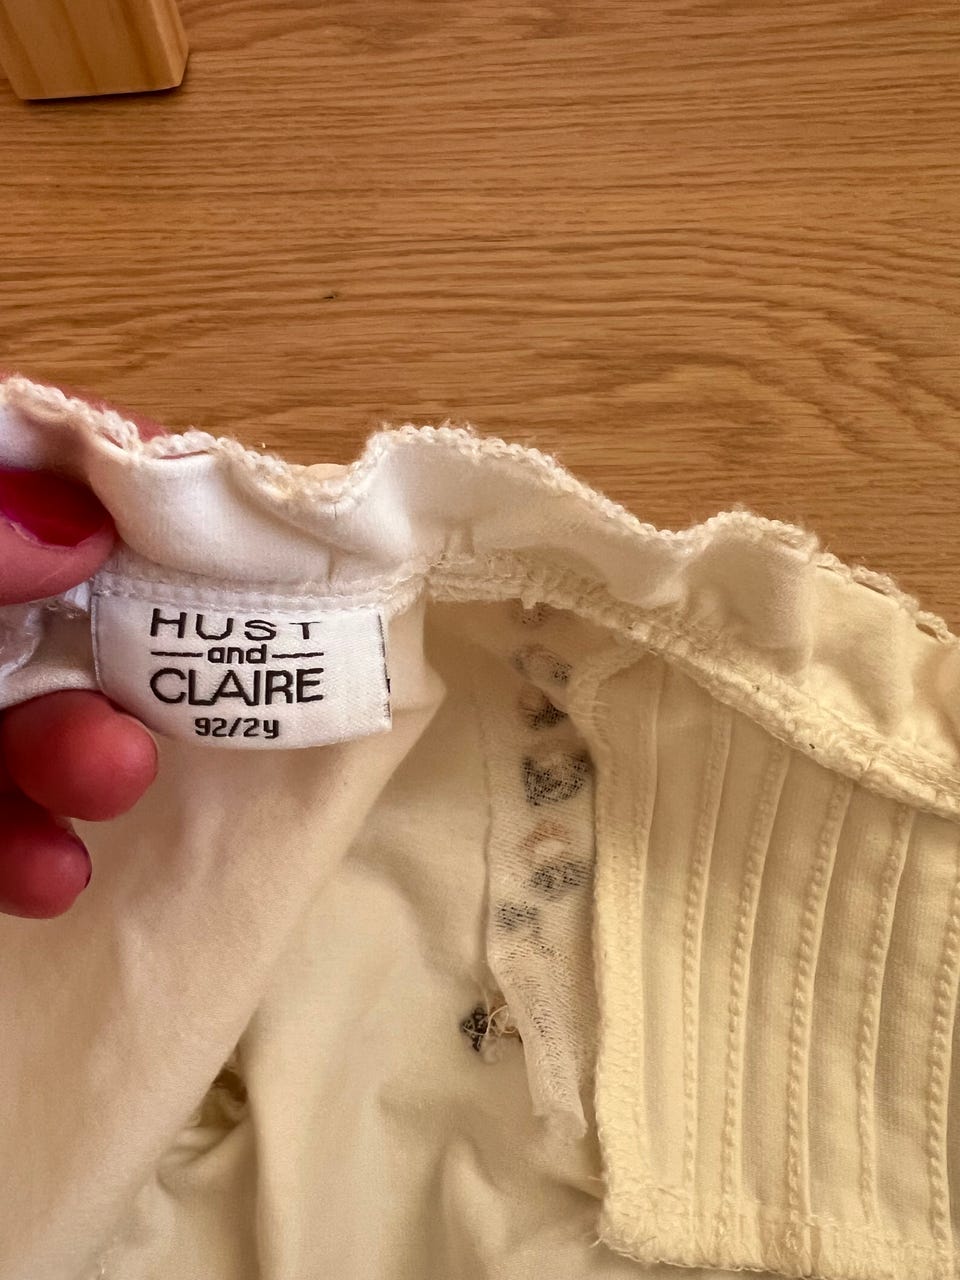 HUST
and
CLAIRE
92/2y